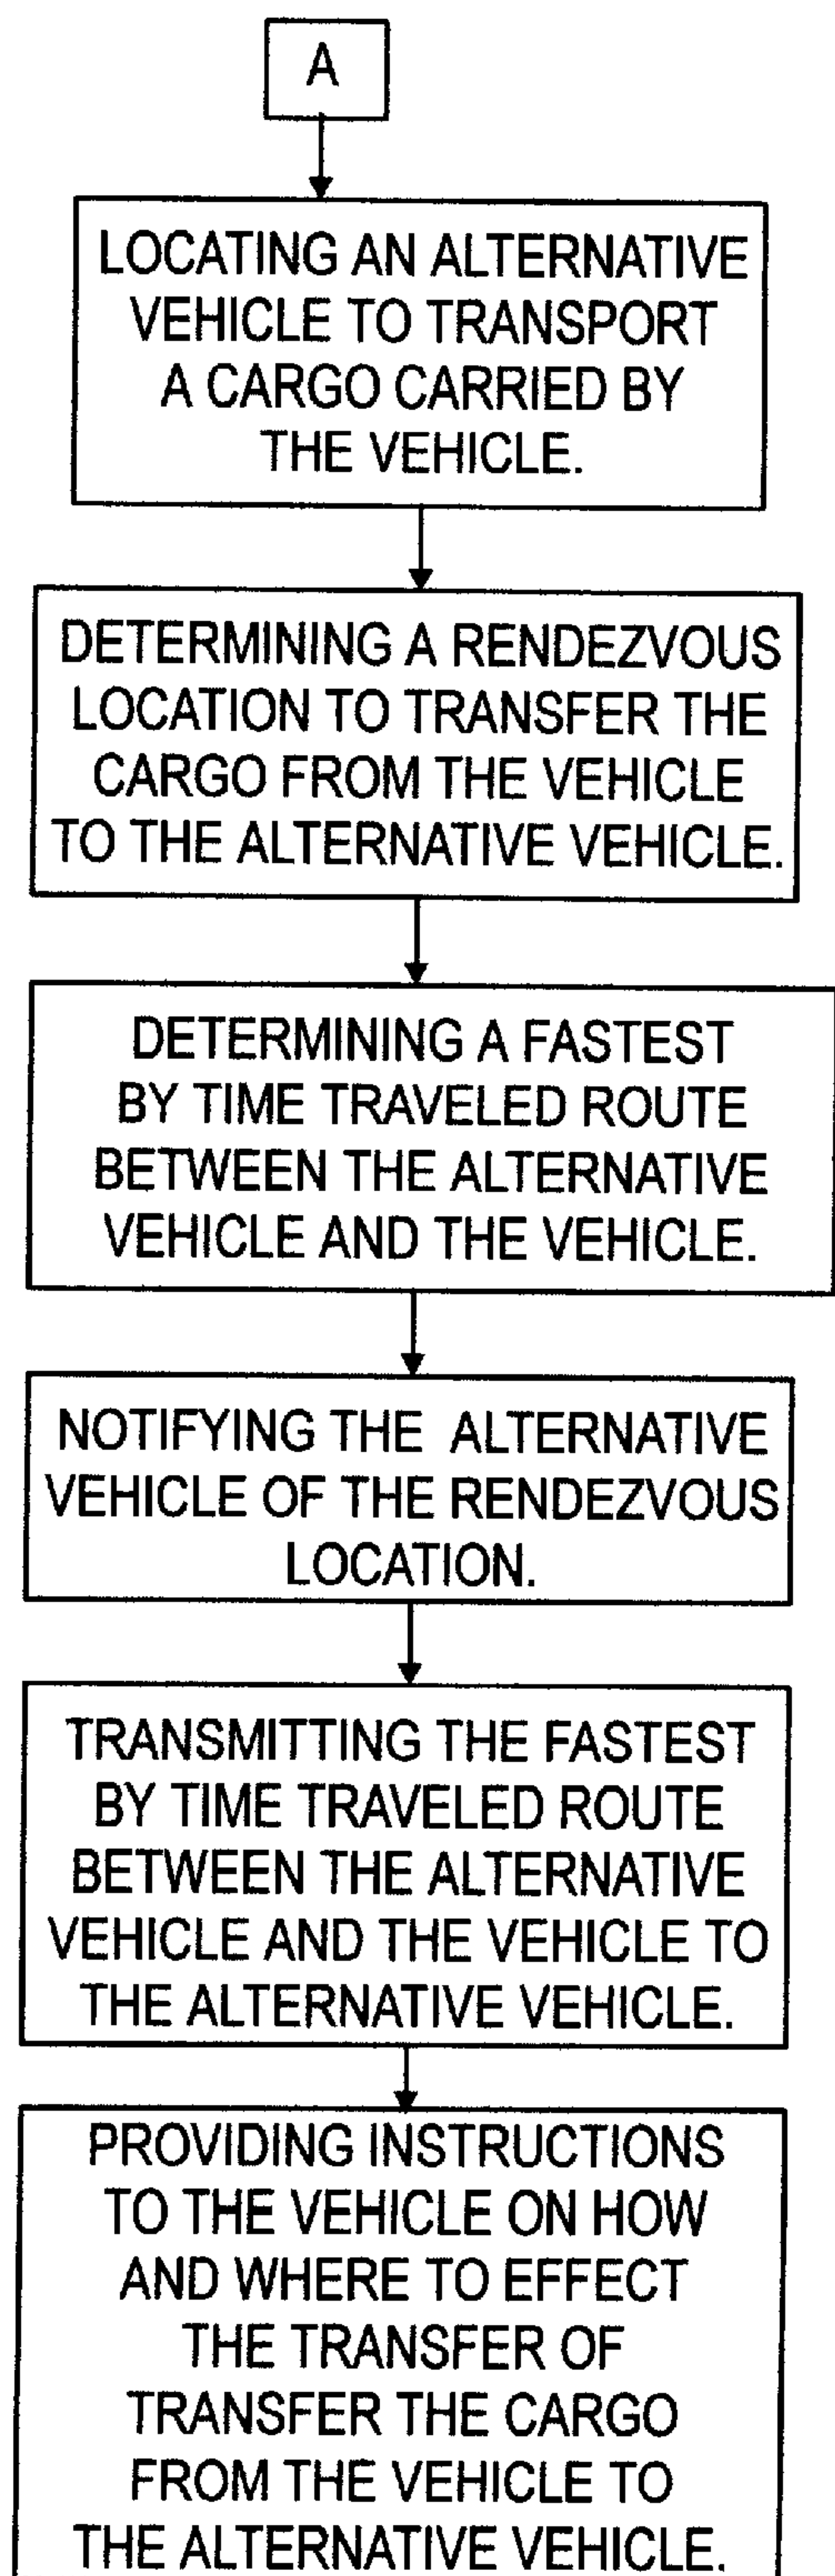 A
LOCATING AN ALTERNATIVE
VEHICLE TO TRANSPORT
A CARGO CARRIED BY
THE VEHICLE.
DETERMINING A RENDEZVOUS
LOCATION TO TRANSFER THE
CARGO FROM THE VEHICLE
TO THE ALTERNATIVE VEHICLE.
DETERMINING A FASTEST
BY TIME TRAVELED ROUTE
BETWEEN THE ALTERNATIVE
VEHICLE AND THE VEHICLE.
NOTIFYING THE ALTERNATIVE
VEHICLE OF THE RENDEZVOUS
LOCATION.
TRANSMITTING THE FASTEST
BY TIME TRAVELED ROUTE
BETWEEN THE ALTERNATIVE
VEHICLE AND THE VEHICLE TO
THE ALTERNATIVE VEHICLE.
PROVIDING INSTRUCTIONS
TO THE VEHICLE ON HOW
AND WHERE TO EFFECT
THE TRANSFER OF
TRANSFER THE CARGO
FROM THE VEHICLE TO
THE ALTERNATIVE VEHICLE.